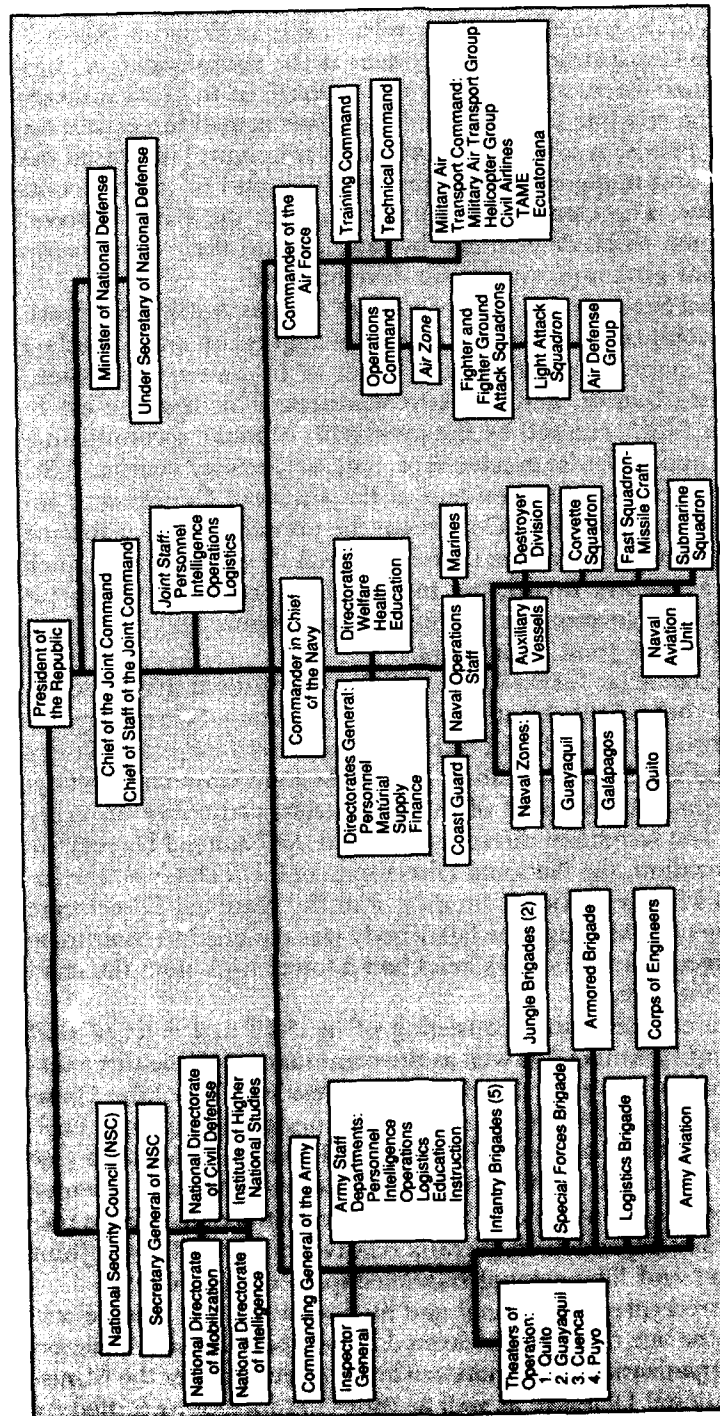 President of
the Republic
National Security Council (NSC)
Secretary General of NSC
National Directorate
of Mobilization
National Directorate
of Civil Defense
National Directorate
of Intelligence
Institute of Higher
National Studies
Chief of the Joint Command
Chief of Staff of the Joint Command
Joint Staff:
Personnel
Intelligence
Operations
Logistics
Minister of National Defense
Under Secretary of National Defense
Commanding General of the Army
Inspector
General
Army Staff
Departments:
Personnel
Intelligence
Operations
Logistics
Education
Instruction
Theaters of
Operation:
1. Quito
2. Guayaquil
3. Cuenca
4. Puyo
Infantry Brigades (5)
Jungle Brigades (2)
Special Forces Brigade
Armored Brigade
Logistics Brigade
Corps of Engineers
Army Aviation
Commander in Chief
of the Navy
Directorates General:
Personnel
Matúrial
Supply
Finance
Directorates:
Welfare
Health
Education
Coast Guard
Naval Operations
Staff
Marines
Naval Zones:
Guayaquil
Galápagos
Quito
Auxiliary
Vessels
Destroyer
Division
Corvette
Squadron
Fast Squadron-
Missile Craft
Naval
Aviation
Unit
Submarine
Squadron
Commander of the
Air Force
Training Command
Technical Command
Military Air
Transport Command:
Military Air Transport Group
Helicopter Group
Civil Airlines
TAME
Ecuatoriana
Operations
Command
Air Zone
Fighter and
Fighter Ground
Attack Squadrons
Light Attack
Squadron
Air Defense
Group